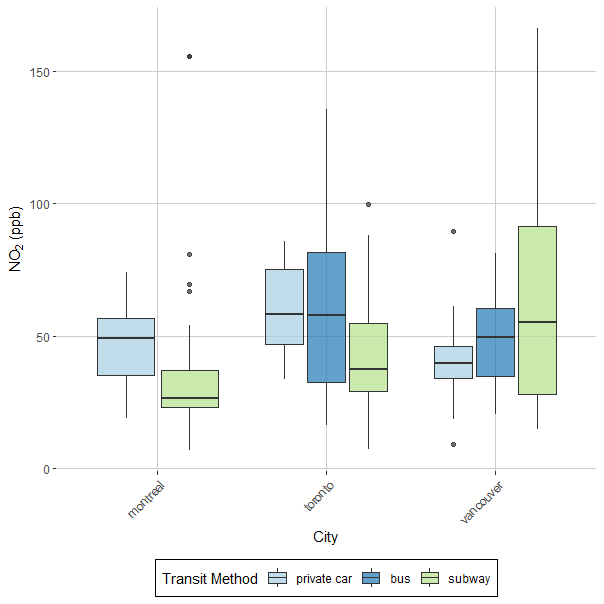 150
100
50
0
NO2 (ppb)
montreal
toronto
vancouver
City
Transit Method private car bus subway